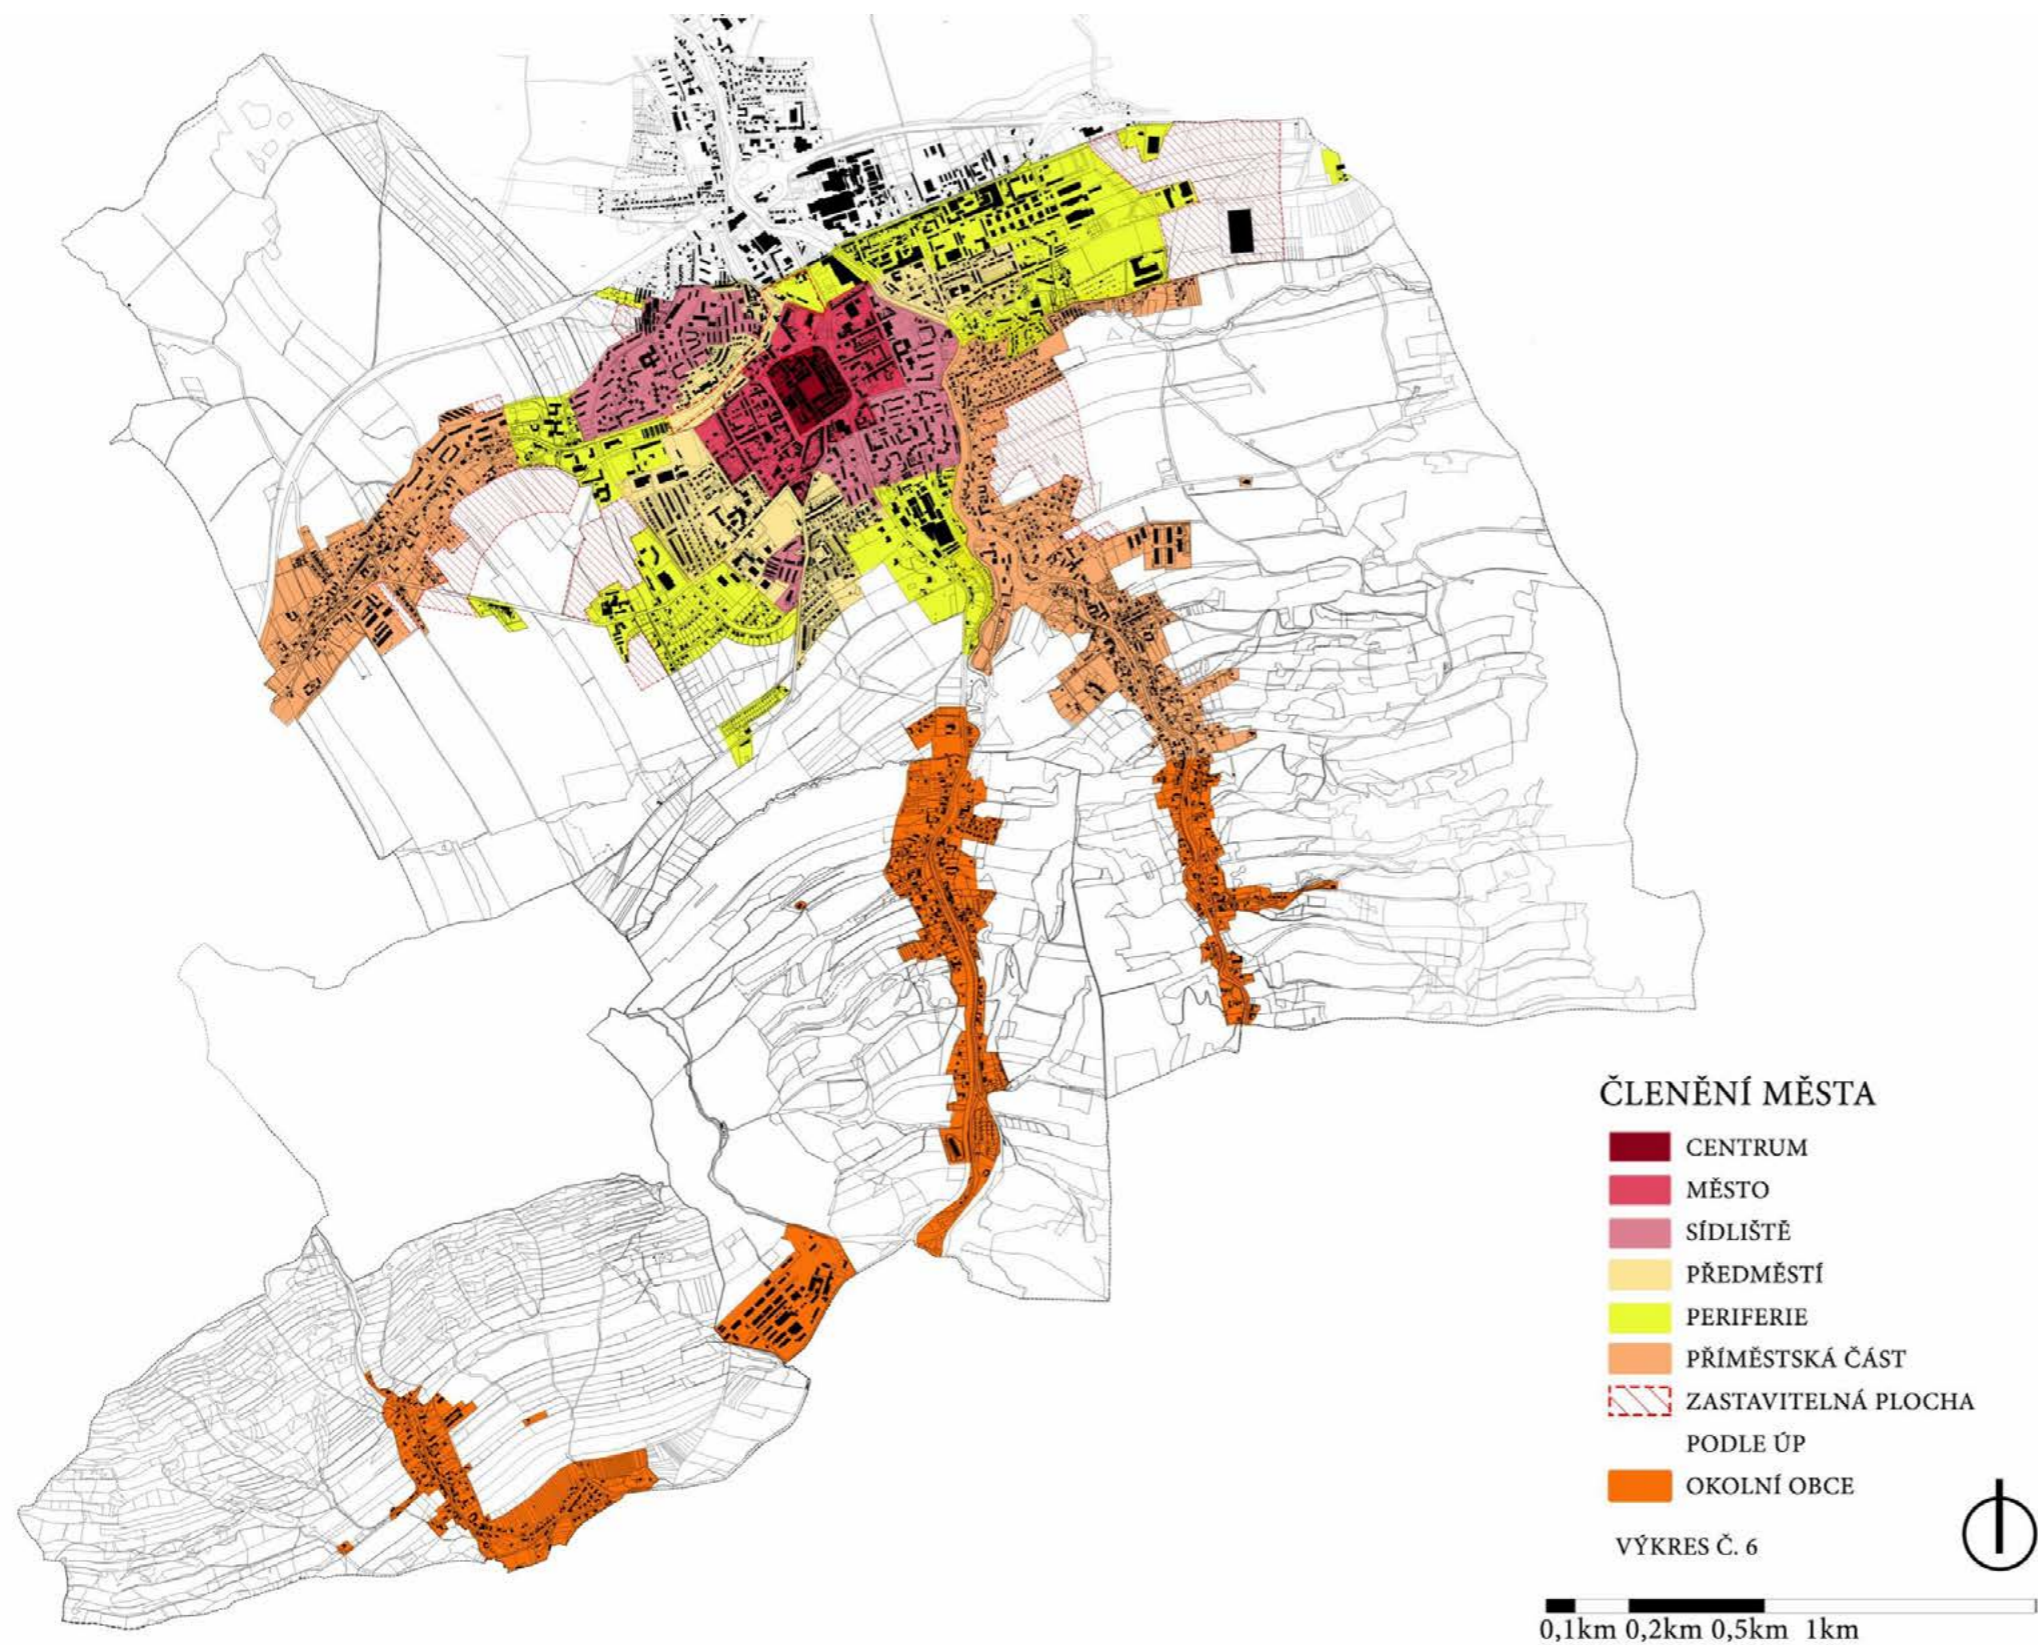 ČLENĚNÍ MĚSTA
CENTRUM
MĚSTO
SÍDLIŠTĚ
PŘEDMĚSTÍ
PERIFERIE
PŘÍMĚSTSKÁ ČÁST
ZASTAVITELNÁ PLOCHA
PODLE ÚP
OKOLNÍ OBCE
VÝKRES Č. 6
0,1km 0,2km 0,5km 1km